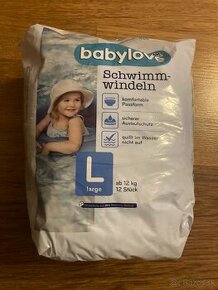 babylove
Schwimm-
windeln
komfortable
Passform
sicherer
Auslaufschutz
quillt im Wasser
nicht auf
L
large
ab 12 kg
12 Stück